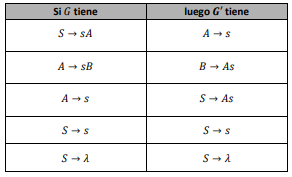 Si G tiene luego G' tiene
S → sA A → s
A → sB B → As
A → s S → As
S → s S → s
S → λ S → λ